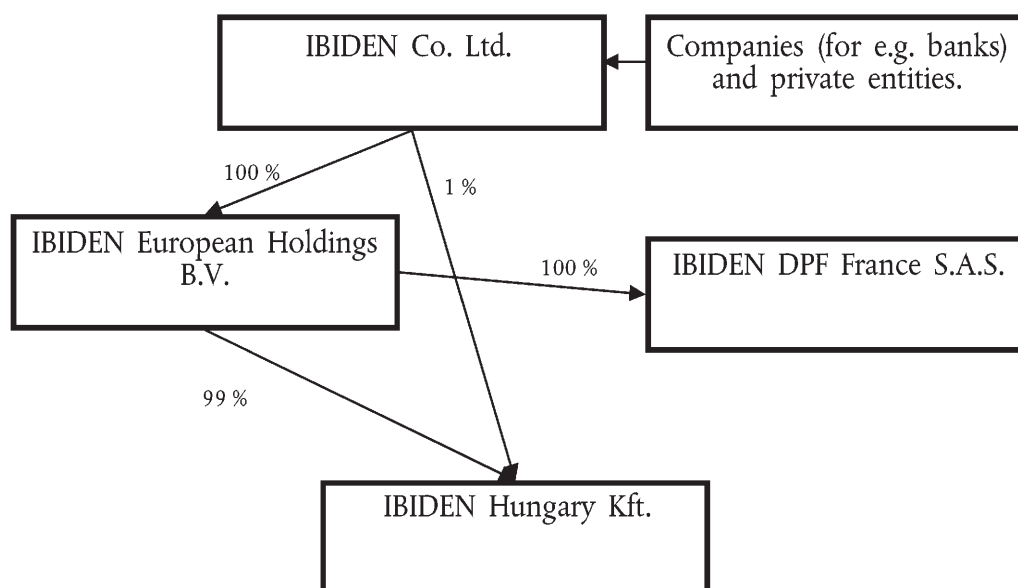 IBIDEN Co. Ltd.
Companies (for e.g. banks)
and private entities.
100 %
1 %
IBIDEN European Holdings
B.V.
100 %
IBIDEN DPF France S.A.S.
99 %
IBIDEN Hungary Kft.